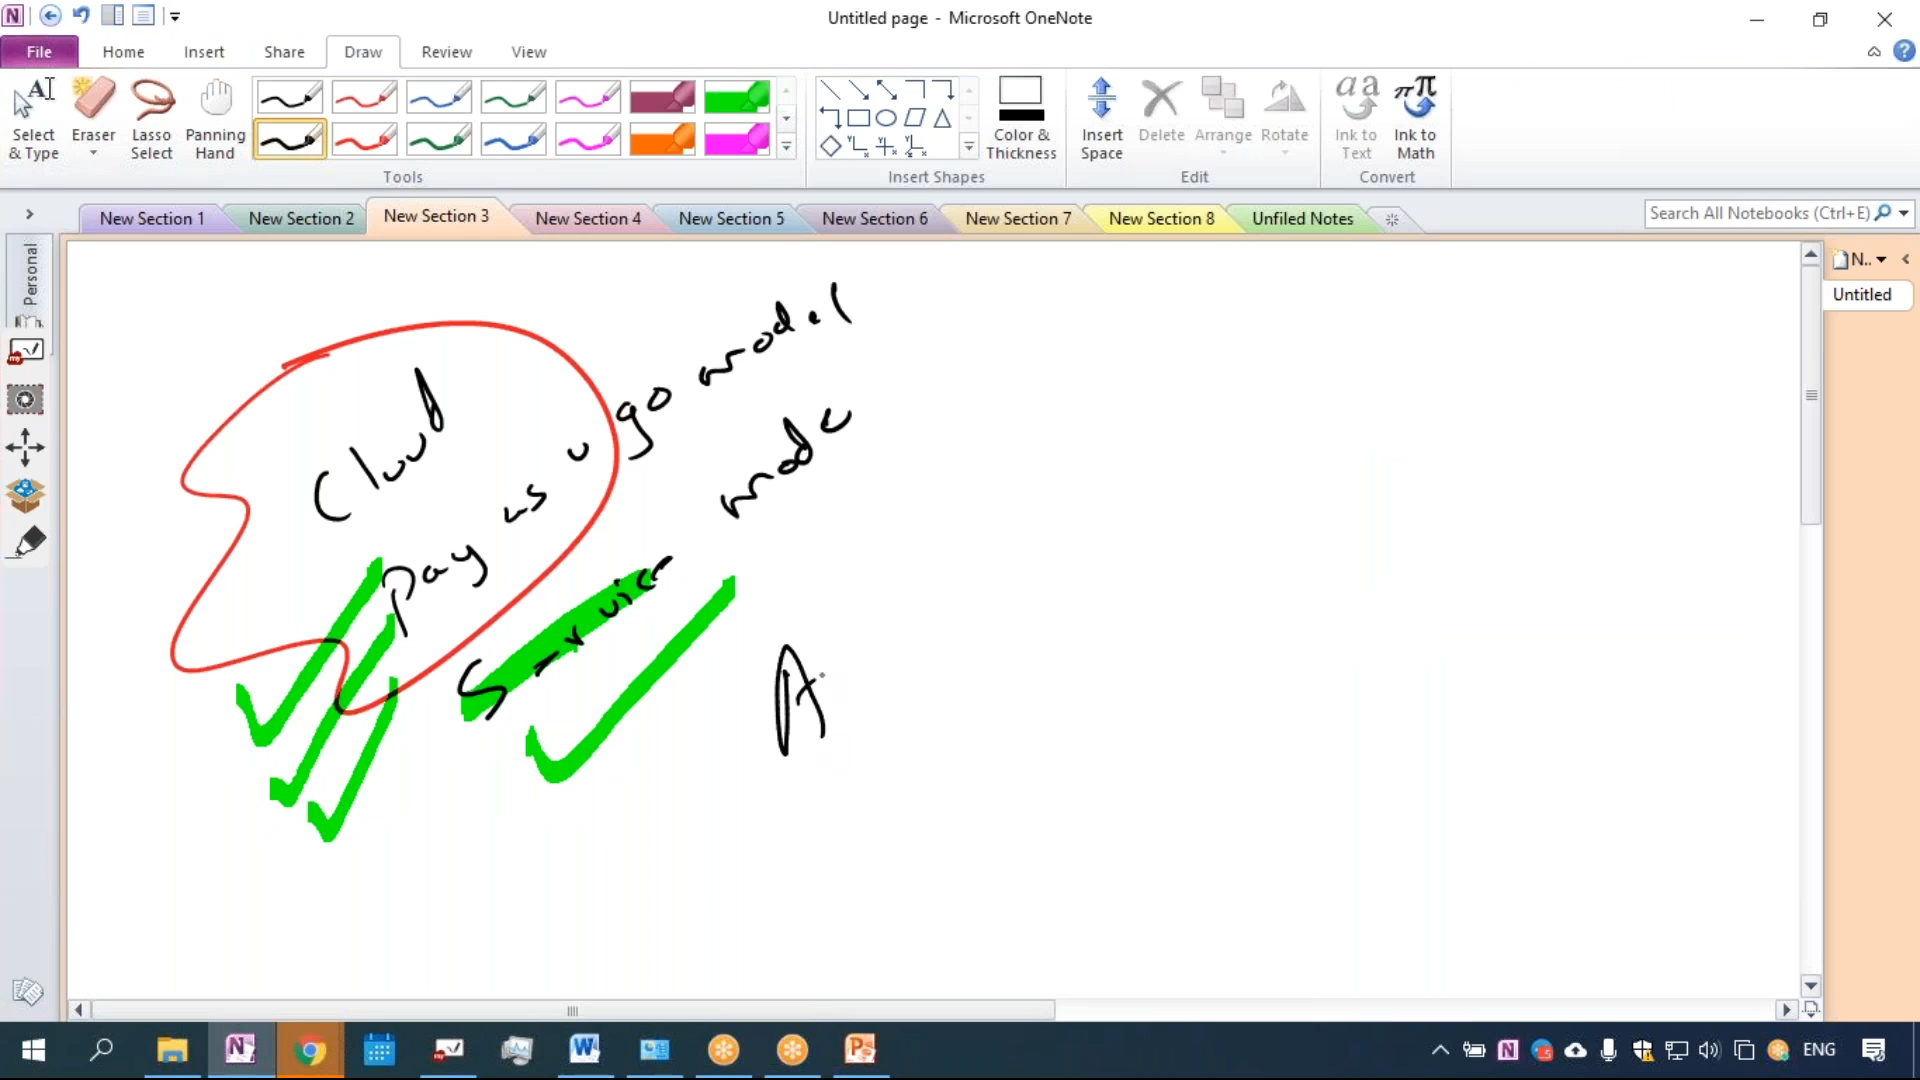 Untitled page - Microsoft OneNote
File Home Insert Share Draw Review View
Select & Type
Eraser
Lasso Select
Panning Hand
Color & Thickness
Insert Space
Delete
Arrange
Rotate
Ink to Text
Ink to Math
Tools
Insert Shapes
Edit
Convert
New Section 1 New Section 2 New Section 3 New Section 4 New Section 5 New Section 6 New Section 7 New Section 8 Unfiled Notes
Search All Notebooks (Ctrl+E)
Personal
N..
Untitled
Cloud
pay as u go model
Service mode
A
ENG